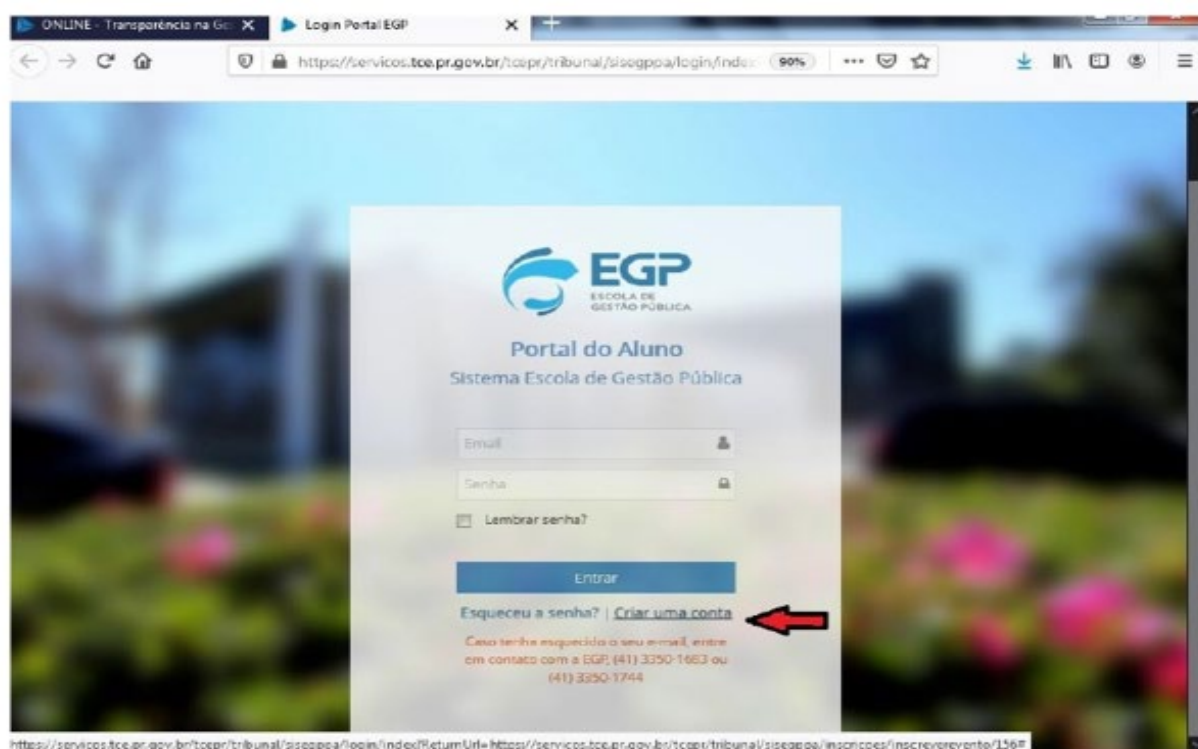 ONLINE - Transparência na Ge
Login Portal EGP
https://servicos.tce.pr.gov.br/tcepr/tribunal/sisegppa/login/index
90%
EGP
ESCOLA DE
GESTÃO PÚBLICA
Portal do Aluno
Sistema Escola de Gestão Pública
Email
Senha
Lembrar senha?
Entrar
Esqueceu a senha? | Criar uma conta
Caso tenha esquecido o seu e-mail, entre
em contato com a EGP, (41) 3350-1663 ou
(41) 3350-1744
https://servicos.tce.pr.gov.br/tcepr/tribunal/sisegppa/login/index?ReturnUrl=https://servicos.tce.pr.gov.br/tcepr/tribunal/sisegppa/inscricoes/inscreverevento/156#